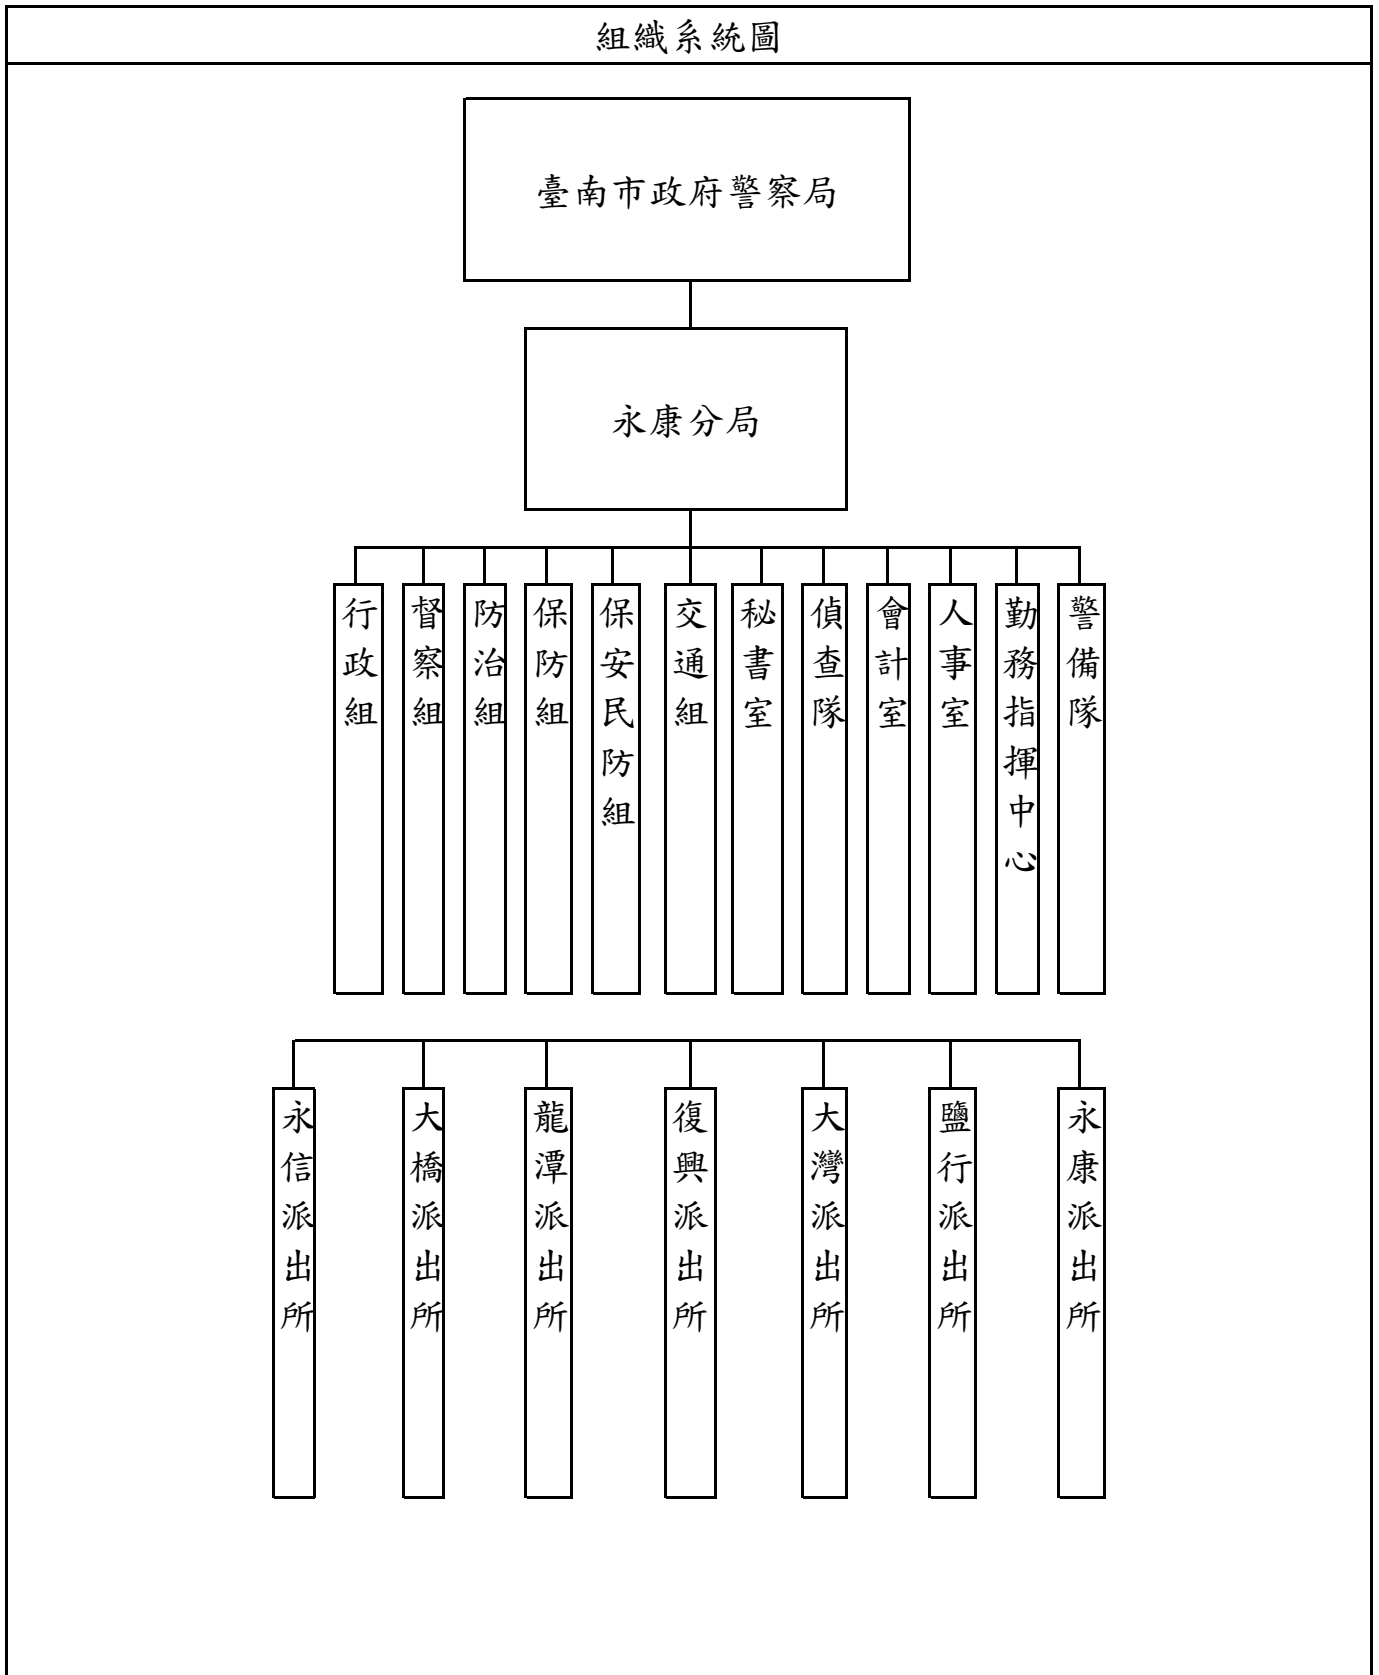 組織系統圖
臺南市政府警察局
永康分局
行政組
督察組
防治組
保防組
保安民防組
交通組
秘書室
偵查隊
會計室
人事室
勤務指揮中心
警備隊
永信派出所
大橋派出所
龍潭派出所
復興派出所
大灣派出所
鹽行派出所
永康派出所